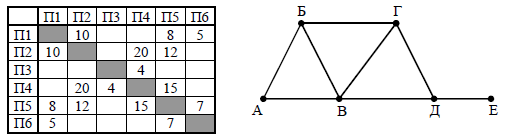 П1 П2 П3 П4 П5 П6
П1 10 8 5
П2 10 20 12
П3 4
П4 20 4 15
П5 8 12 15 7
П6 5 7
Б Г
А В Д Е